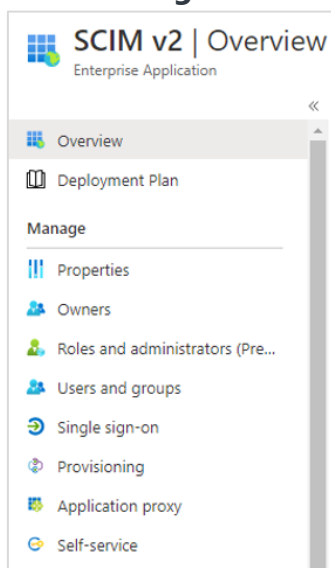 SCIM v2 | Overview
Enterprise Application
«
Overview
Deployment Plan
Manage
Properties
Owners
Roles and administrators (Pre...
Users and groups
Single sign-on
Provisioning
Application proxy
Self-service